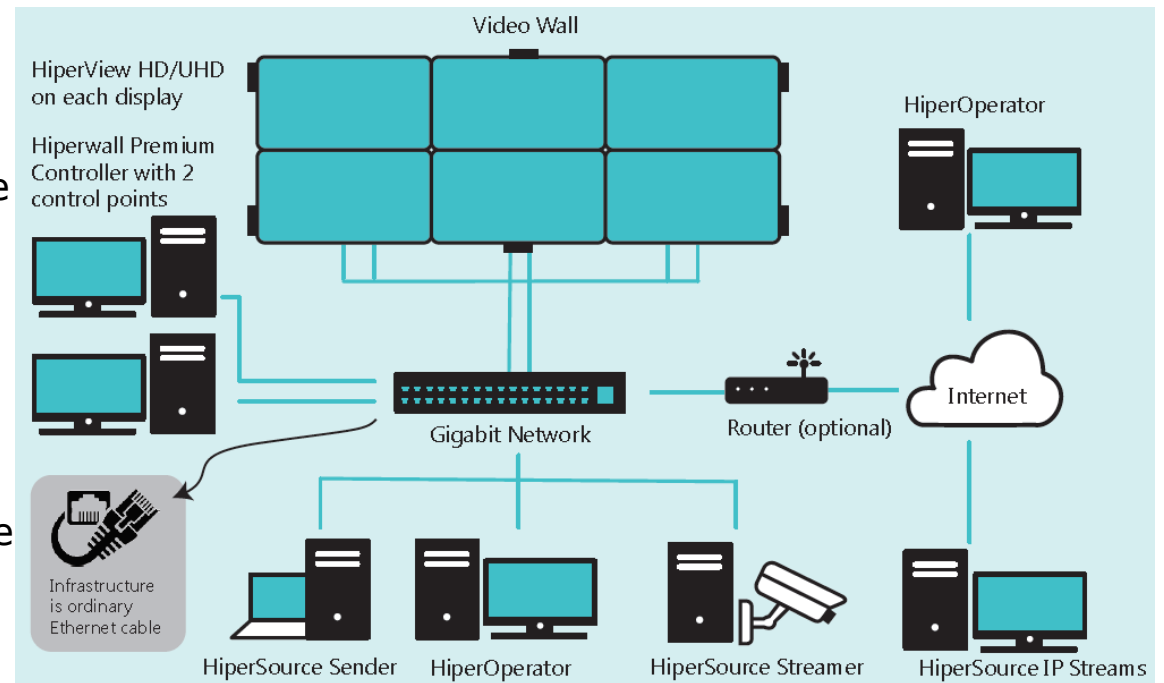 Video Wall
HiperView HD/UHD
on each display
Hiperwall Premium
Controller with 2
control points
e
HiperOperator
Internet
Router (optional)
Gigabit Network
e
Infrastructure
is ordinary
Ethernet cable
HiperSource Sender
HiperOperator
HiperSource Streamer
HiperSource IP Streams